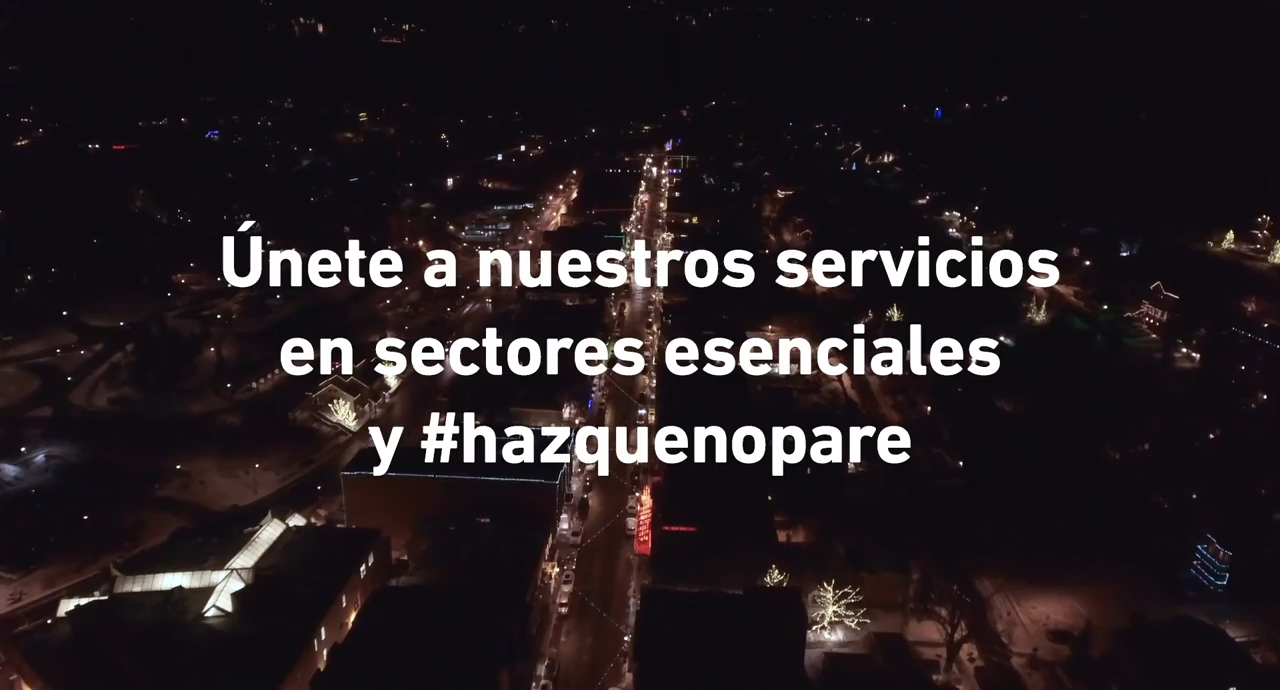 Únete a nuestros servicios
en sectores esenciales
y #hazquenopare